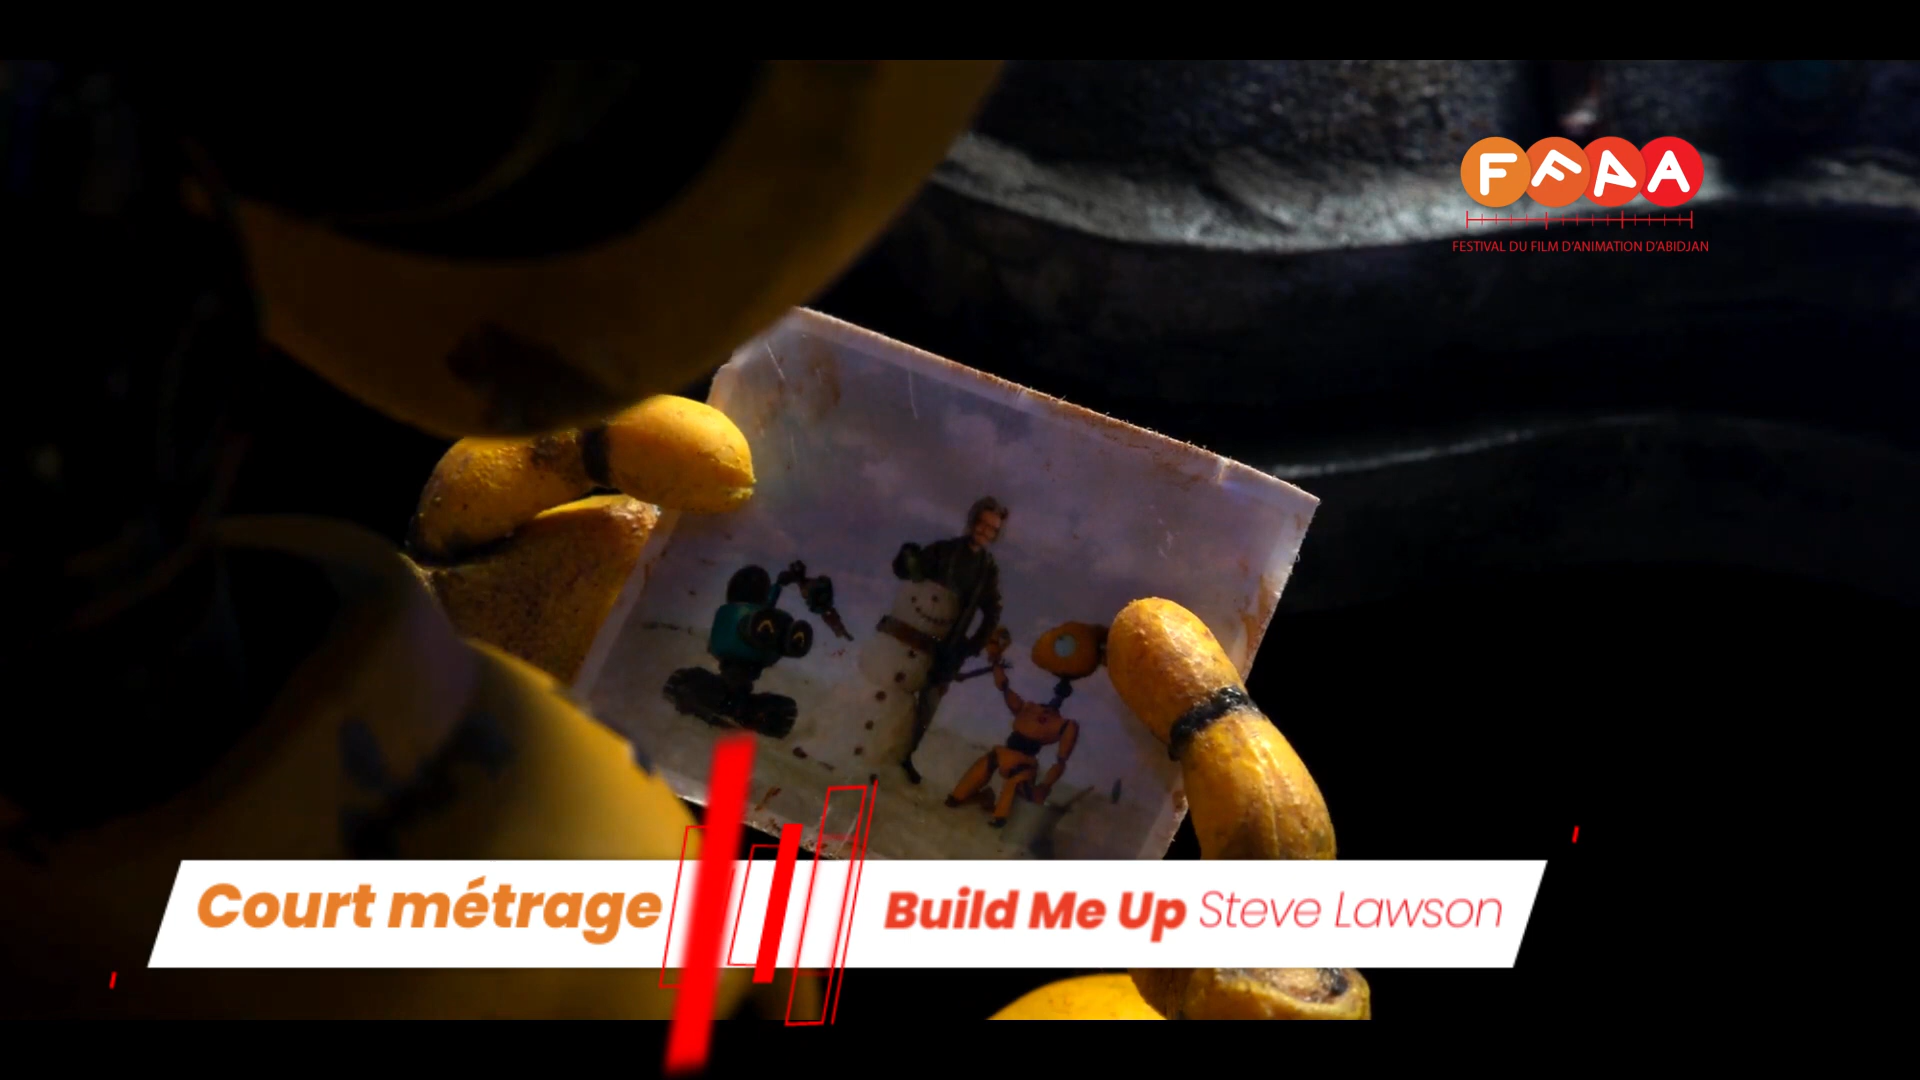 FFAA
FESTIVAL DU FILM D'ANIMATION D'ABIDJAN
Court métrage
Build Me Up Steve Lawson